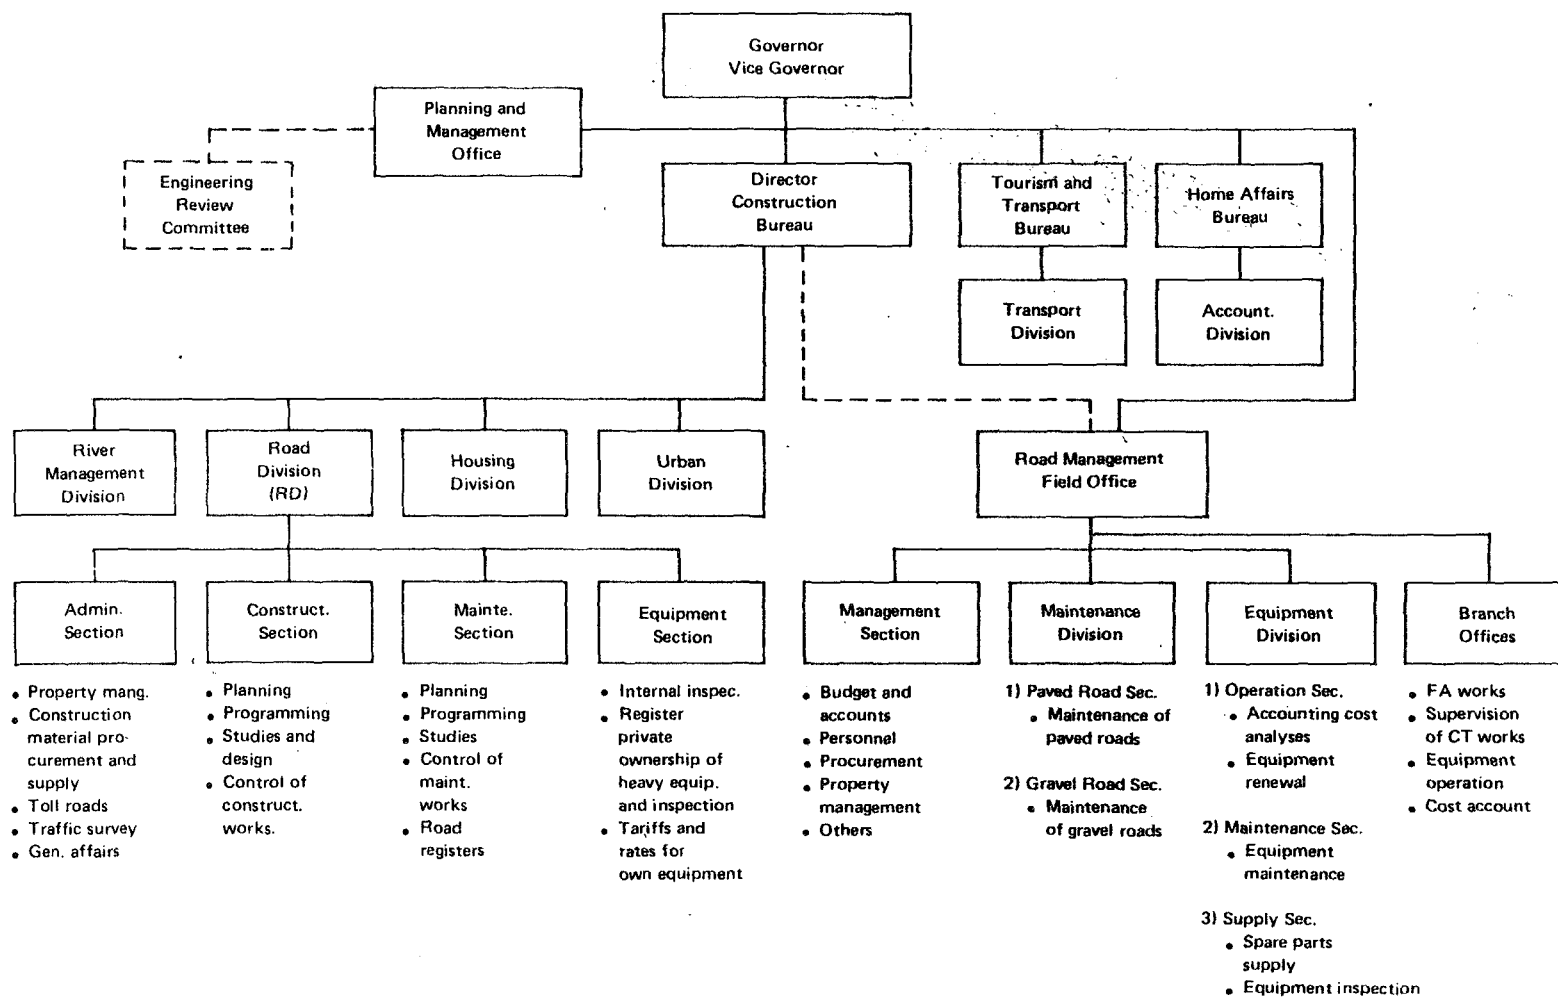 Governor
Vice Governor
Planning and
Management
Office
Engineering
Review
Committee
Director
Construction
Bureau
Tourism and
Transport
Bureau
Home Affairs
Bureau
Transport
Division
Account.
Division
River
Management
Division
Road
Division
(RD)
Housing
Division
Urban
Division
Road Management
Field Office
Admin.
Section
Construct.
Section
Mainte.
Section
Equipment
Section
Management
Section
Maintenance
Division
Equipment
Division
Branch
Offices
• Property mang.
• Construction
material pro-
curement and
supply
• Toll roads
• Traffic survey
• Gen. affairs
• Planning
• Programming
• Studies and
design
• Control of
construct.
works.
• Planning
• Programming
• Studies
• Control of
maint.
works
• Road
registers
• Internal inspec.
• Register
private
ownership of
heavy equip.
and inspection
• Tariffs and
rates for
own equipment
• Budget and
accounts
• Personnel
• Procurement
• Property
management
• Others
1) Paved Road Sec.
• Maintenance of
paved roads
2) Gravel Road Sec.
• Maintenance
of gravel roads
1) Operation Sec.
• Accounting cost
analyses
• Equipment
renewal
2) Maintenance Sec.
• Equipment
maintenance
3) Supply Sec.
• Spare parts
supply
• Equipment inspection
• FA works
• Supervision
of CT works
• Equipment
operation
• Cost account